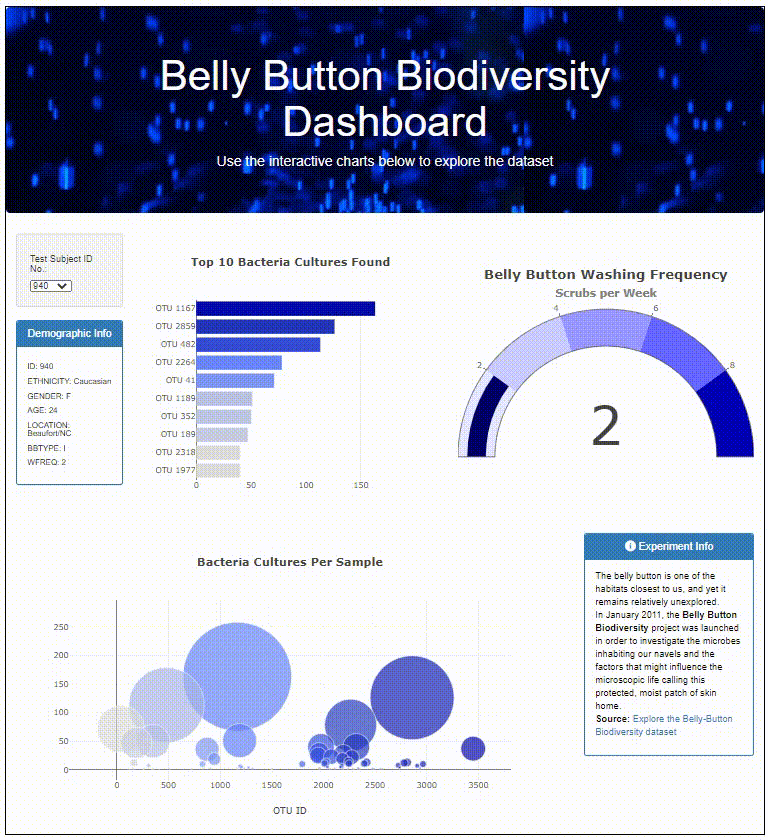 Belly Button Biodiversity
Dashboard
Use the interactive charts below to explore the dataset
Test Subject ID
No.:
940
Demographic Info
ID: 940
ETHNICITY: Caucasian
GENDER: F
AGE: 24
LOCATION:
Beaufort/NC
BBTYPE: I
WFREQ: 2
Top 10 Bacteria Cultures Found
OTU 1167
OTU 2859
OTU 482
OTU 2264
OTU 41
OTU 1189
OTU 352
OTU 189
OTU 2318
OTU 1977
0 50 100 150
Belly Button Washing Frequency
Scrubs per Week
4 6
2 8
2
Bacteria Cultures Per Sample
250
200
150
100
50
0
0 500 1000 1500 2000 2500 3000 3500
OTU ID
Experiment Info
The belly button is one of the
habitats closest to us, and yet it
remains relatively unexplored.
In January 2011, the Belly Button
Biodiversity project was launched
in order to investigate the microbes
inhabiting our navels and the
factors that might influence the
microscopic life calling this
protected, moist patch of skin
home.
Source: Explore the Belly-Button
Biodiversity dataset